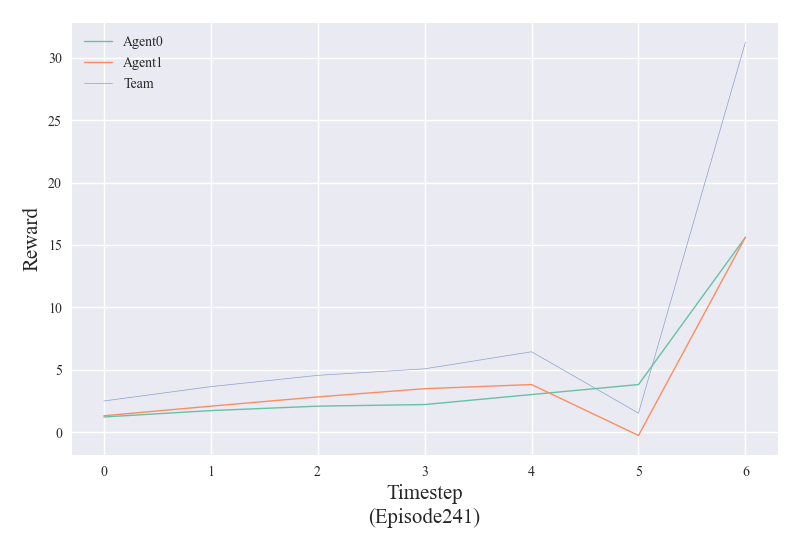 Agent0
Agent1
Team
30
25
20
15
10
5
0
Reward
0 1 2 3 4 5 6
Timestep
(Episode241)